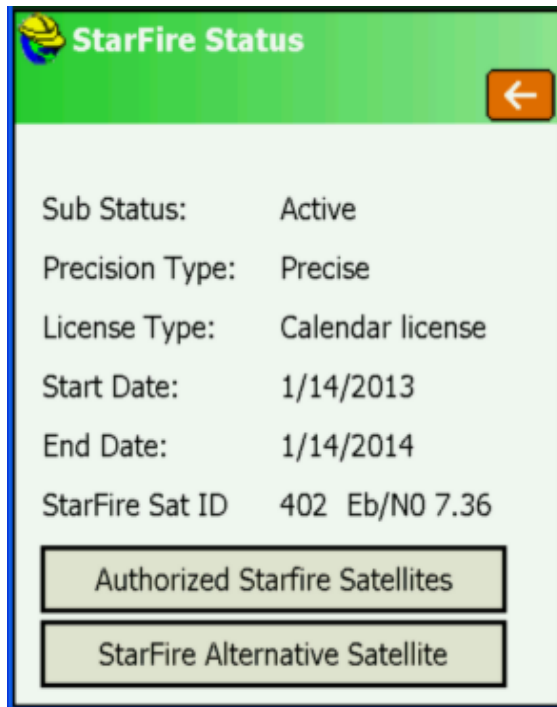 StarFire Status
Sub Status: Active
Precision Type: Precise
License Type: Calendar license
Start Date: 1/14/2013
End Date: 1/14/2014
StarFire Sat ID 402 Eb/N0 7.36
Authorized Starfire Satellites
StarFire Alternative Satellite